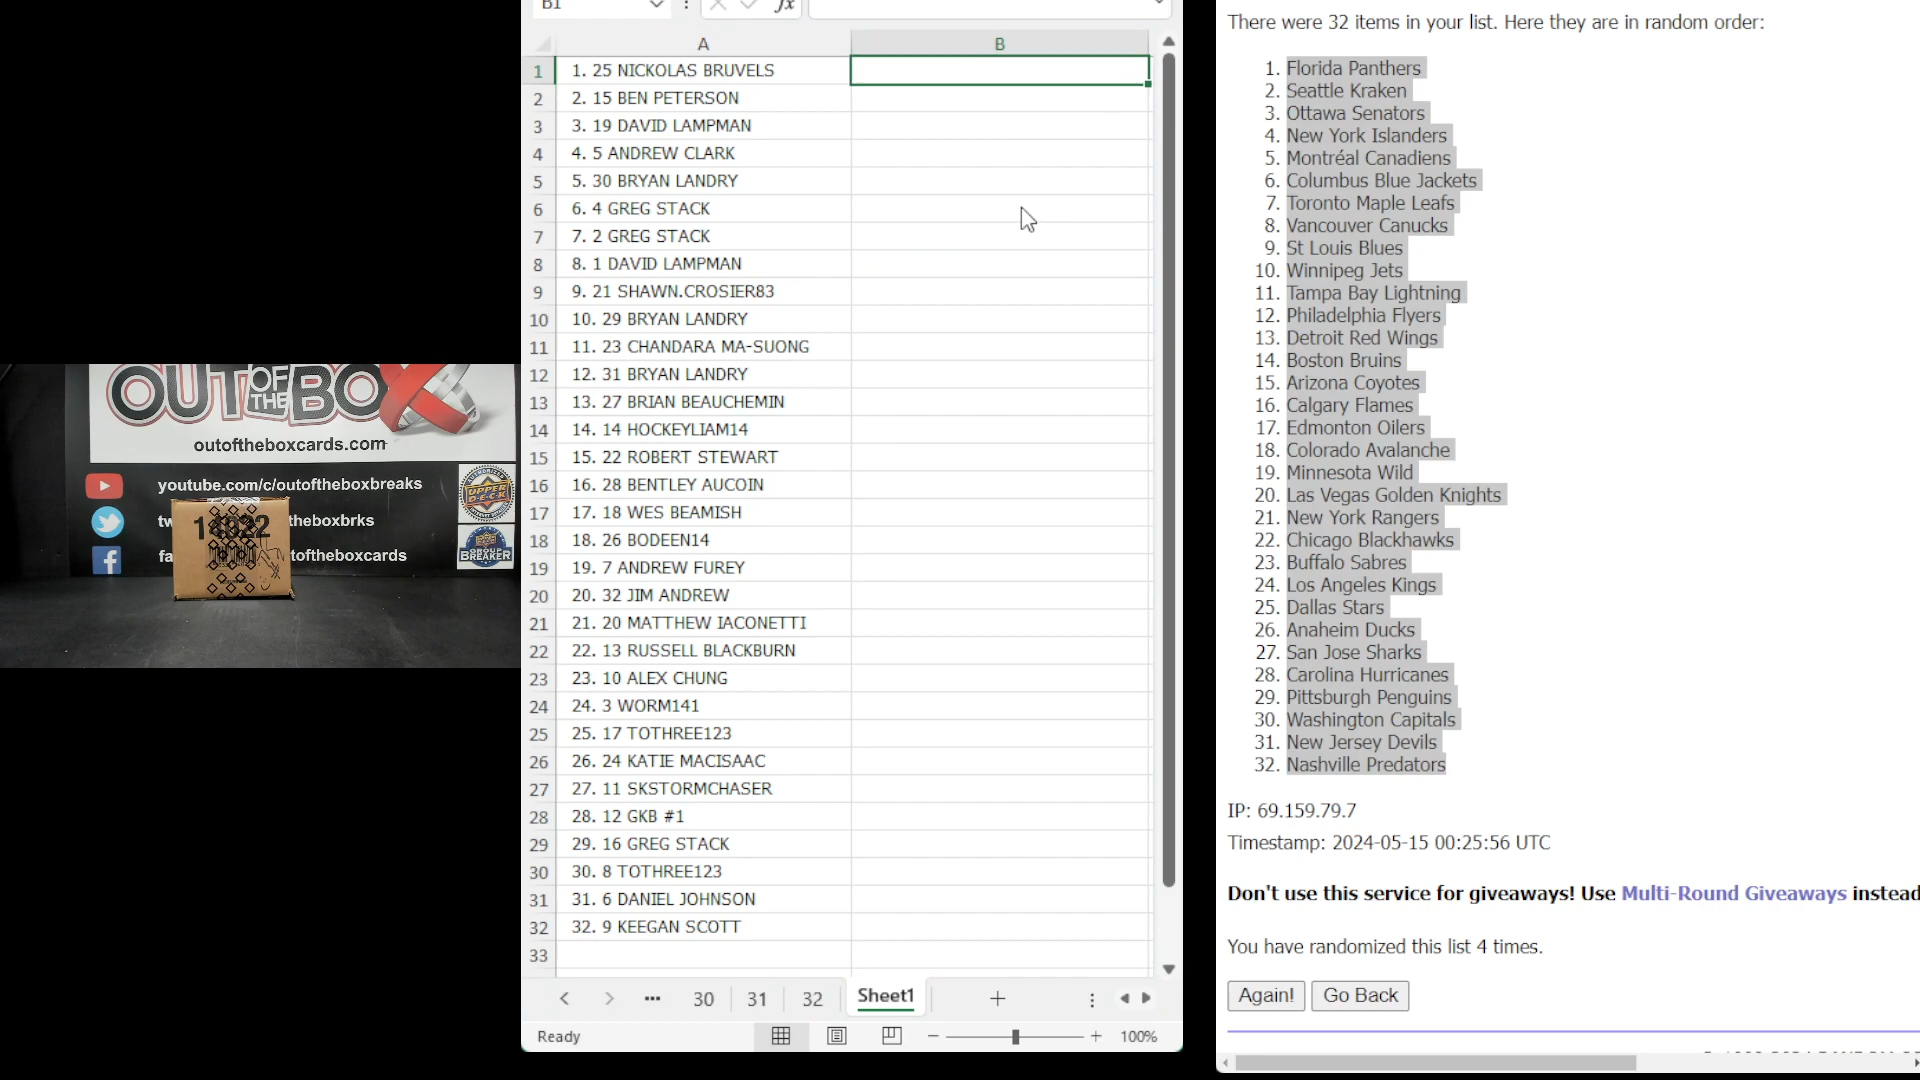 OUT OF THE BOX
outoftheboxcards.com
youtube.com/c/outoftheboxbreaks
theboxbrks
toftheboxcards
UPPER DECK
UPPER DECK
GROUP BREAKER
B1
fx
A
B
1 1. 25 NICKOLAS BRUVELS
2 2. 15 BEN PETERSON
3 3. 19 DAVID LAMPMAN
4 4. 5 ANDREW CLARK
5 5. 30 BRYAN LANDRY
6 6. 4 GREG STACK
7 7. 2 GREG STACK
8 8. 1 DAVID LAMPMAN
9 9. 21 SHAWN.CROSIER83
10 10. 29 BRYAN LANDRY
11 11. 23 CHANDARA MA-SUONG
12 12. 31 BRYAN LANDRY
13 13. 27 BRIAN BEAUCHEMIN
14 14. 14 HOCKEYLIAM14
15 15. 22 ROBERT STEWART
16 16. 28 BENTLEY AUCOIN
17 17. 18 WES BEAMISH
18 18. 26 BODEEN14
19 19. 7 ANDREW FUREY
20 20. 32 JIM ANDREW
21 21. 20 MATTHEW IACONETTI
22 22. 13 RUSSELL BLACKBURN
23 23. 10 ALEX CHUNG
24 24. 3 WORM141
25 25. 17 TOTHREE123
26 26. 24 KATIE MACISAAC
27 27. 11 SKSTORMCHASER
28 28. 12 GKB #1
29 29. 16 GREG STACK
30 30. 8 TOTHREE123
31 31. 6 DANIEL JOHNSON
32 32. 9 KEEGAN SCOTT
33
... 30 31 32 Sheet1 +
Ready
100%
There were 32 items in your list. Here they are in random order:
1. Florida Panthers
2. Seattle Kraken
3. Ottawa Senators
4. New York Islanders
5. Montréal Canadiens
6. Columbus Blue Jackets
7. Toronto Maple Leafs
8. Vancouver Canucks
9. St Louis Blues
10. Winnipeg Jets
11. Tampa Bay Lightning
12. Philadelphia Flyers
13. Detroit Red Wings
14. Boston Bruins
15. Arizona Coyotes
16. Calgary Flames
17. Edmonton Oilers
18. Colorado Avalanche
19. Minnesota Wild
20. Las Vegas Golden Knights
21. New York Rangers
22. Chicago Blackhawks
23. Buffalo Sabres
24. Los Angeles Kings
25. Dallas Stars
26. Anaheim Ducks
27. San Jose Sharks
28. Carolina Hurricanes
29. Pittsburgh Penguins
30. Washington Capitals
31. New Jersey Devils
32. Nashville Predators
IP: 69.159.79.7
Timestamp: 2024-05-15 00:25:56 UTC
Don't use this service for giveaways! Use Multi-Round Giveaways instead
You have randomized this list 4 times.
Again! Go Back